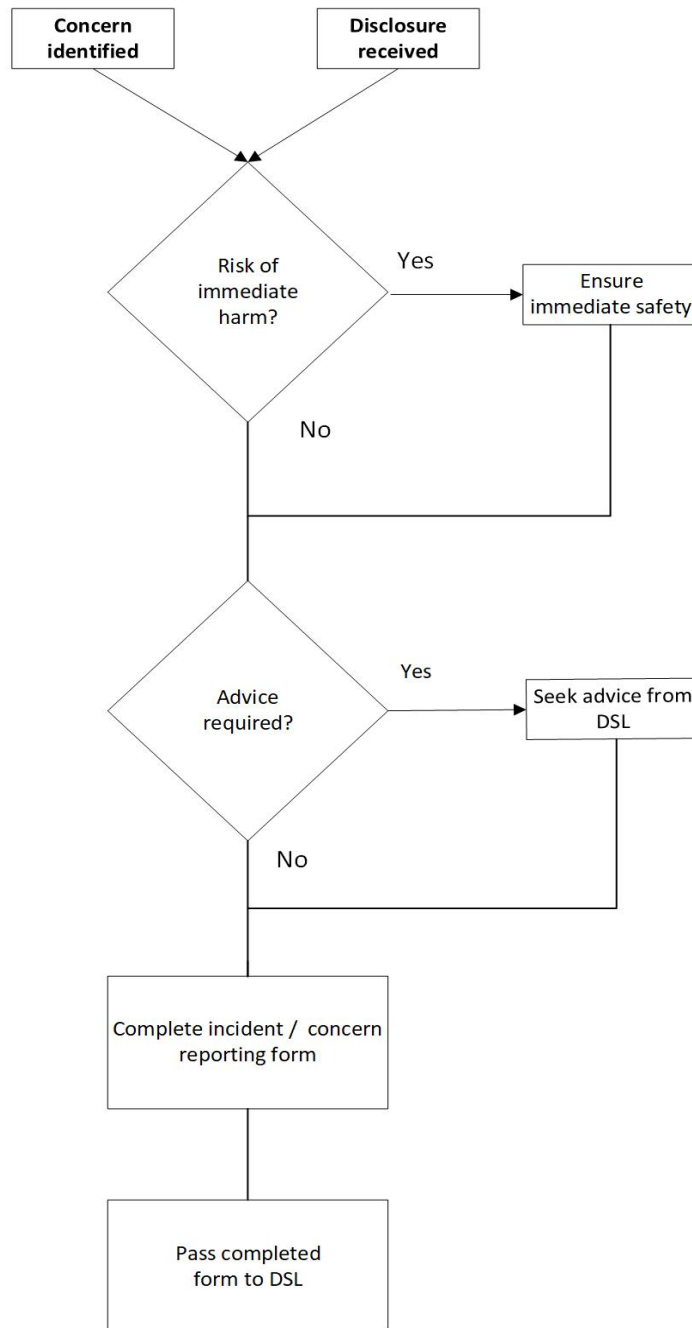 Concern
identified
Disclosure
received
Risk of
immediate
harm?
Yes
Ensure
immediate safety
No
Advice
required?
Yes
Seek advice from
DSL
No
Complete incident / concern
reporting form
Pass completed
form to DSL